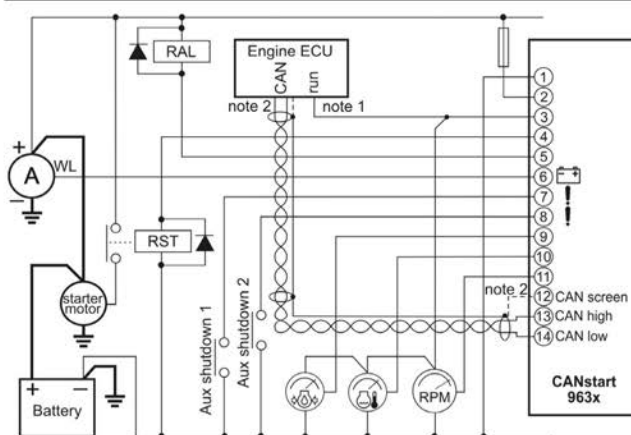 RAL
Engine ECU
CAN
run
note 2
note 1
1
2
3
4
5
6
7
8
9
10
11
12 CAN screen
13 CAN high
14 CAN low
note 2
+
A
WL
–
RST
starter
motor
Aux shutdown 1
Aux shutdown 2
+ –
Battery
RPM
- +
!
!
CANstart
963x